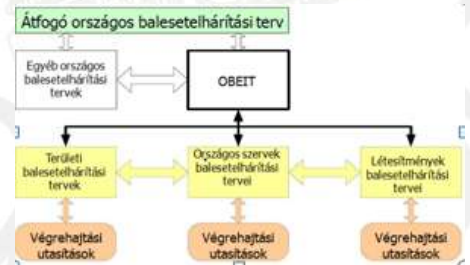 Átfogó országos balesetelhárítási terv
Egyéb országos
balesetelhárítási
tervek
OBEIT
Területi
balesetelhárítási
tervek
Országos szervek
balesetelhárítási
tervei
Létesítmények
balesetelhárítási
tervei
Végrehajtási
utasítások
Végrehajtási
utasítások
Végrehajtási
utasítások